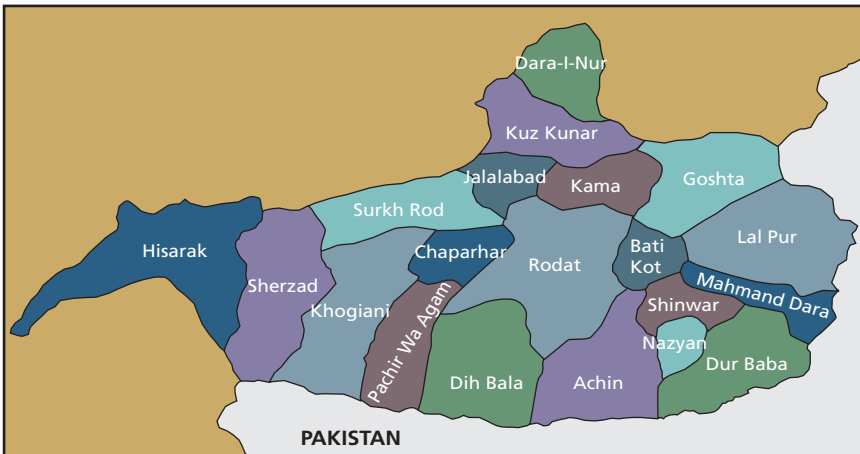 Dara-I-Nur
Kuz Kunar
Jalalabad
Kama
Goshta
Surkh Rod
Hisarak
Chaparhar
Rodat
Bati
Kot
Lal Pur
Sherzad
Khogiani
Mahmand Dara
Shinwar
Pachir Wa Agam
Nazyan
Dur Baba
Dih Bala
Achin
PAKISTAN